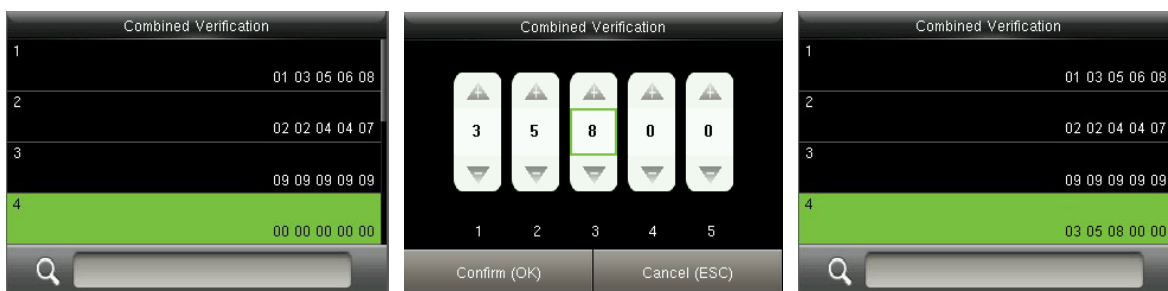 Combined Verification
1
01 03 05 06 08
2
02 02 04 04 07
3
09 09 09 09 09
4
00 00 00 00 00
Combined Verification
3 5 8 0 0
1 2 3 4 5
Confirm (OK) Cancel (ESC)
Combined Verification
1
01 03 05 06 08
2
02 02 04 04 07
3
09 09 09 09 09
4
03 05 08 00 00